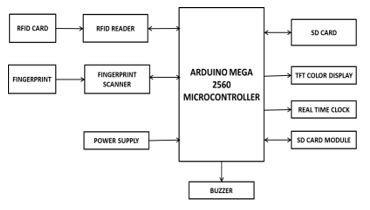 RFID CARD
RFID READER
FINGERPRINT
FINGERPRINT
SCANNER
POWER SUPPLY
ARDUINO MEGA
2560
MICROCONTROLLER
SD CARD
TFT COLOR DISPLAY
REAL TIME CLOCK
SD CARD MODULE
BUZZER